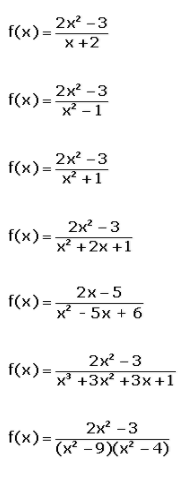 f(x) = (2x² − 3)/(x + 2)
f(x) = (2x² − 3)/(x² − 1)
f(x) = (2x² − 3)/(x² + 1)
f(x) = (2x² − 3)/(x² + 2x + 1)
f(x) = (2x − 5)/(x² - 5x + 6)
f(x) = (2x² − 3)/(x³ + 3x² + 3x + 1)
f(x) = (2x² − 3)/((x² − 9)(x² − 4))